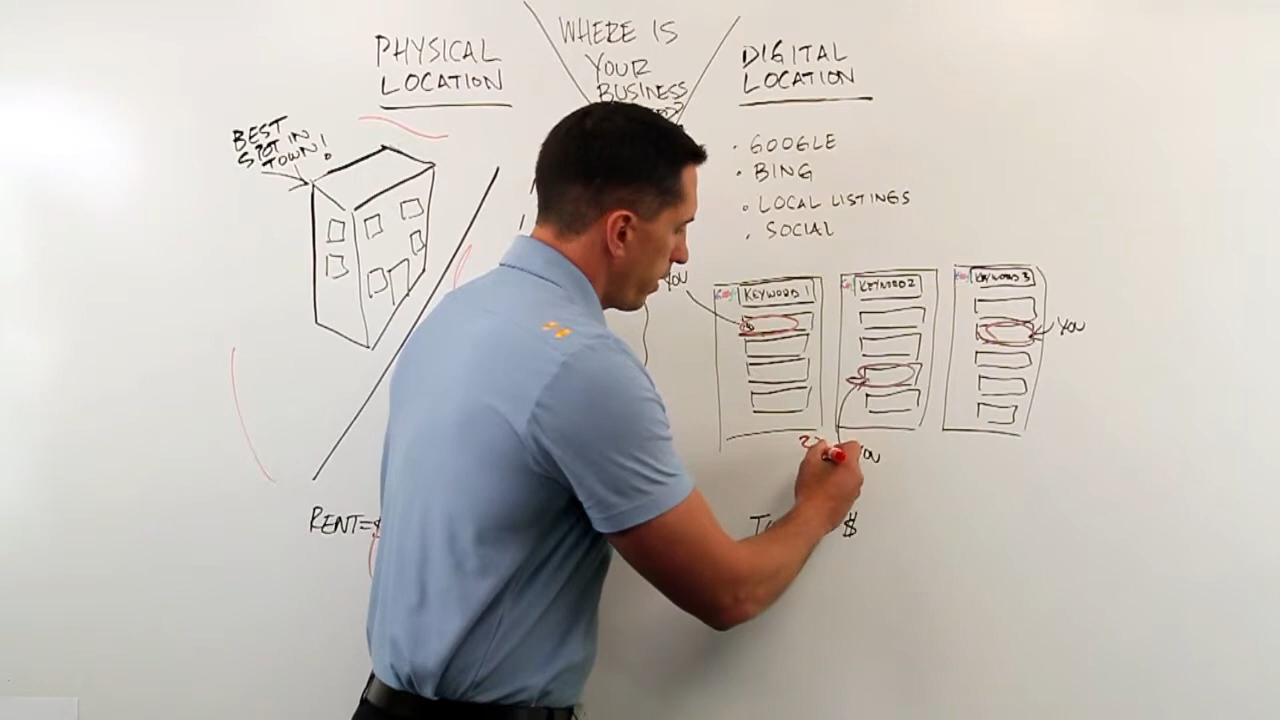 PHYSICAL
LOCATION
WHERE IS
YOUR
BUSINESS
DIGITAL
LOCATION
BEST
SPOT IN
TOWN!
• GOOGLE
• BING
• LOCAL LISTINGS
• SOCIAL
YOU
KEYWORD 1
KEYWORD 2
KEYWORD 3
YOU
YOU
RENT=$
$